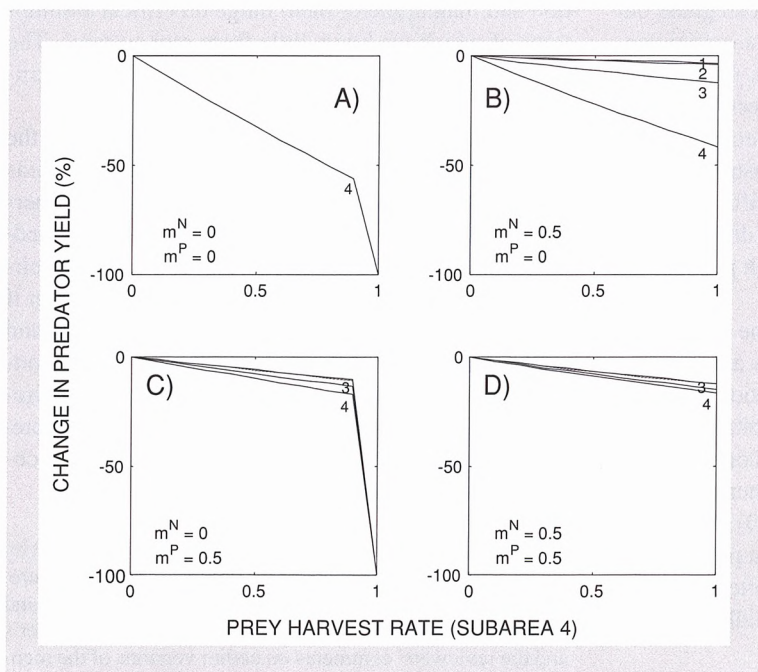 CHANGE IN PREDATOR YIELD (%)
0
-50
-100
0
0.5
1
A)
4
m^N = 0
m^P = 0
0
-50
-100
0
0.5
1
B)
1
2
3
4
m^N = 0.5
m^P = 0
0
-50
-100
0
0.5
1
C)
3
4
m^N = 0
m^P = 0.5
0
-50
-100
0
0.5
1
D)
3
4
m^N = 0.5
m^P = 0.5
PREY HARVEST RATE (SUBAREA 4)